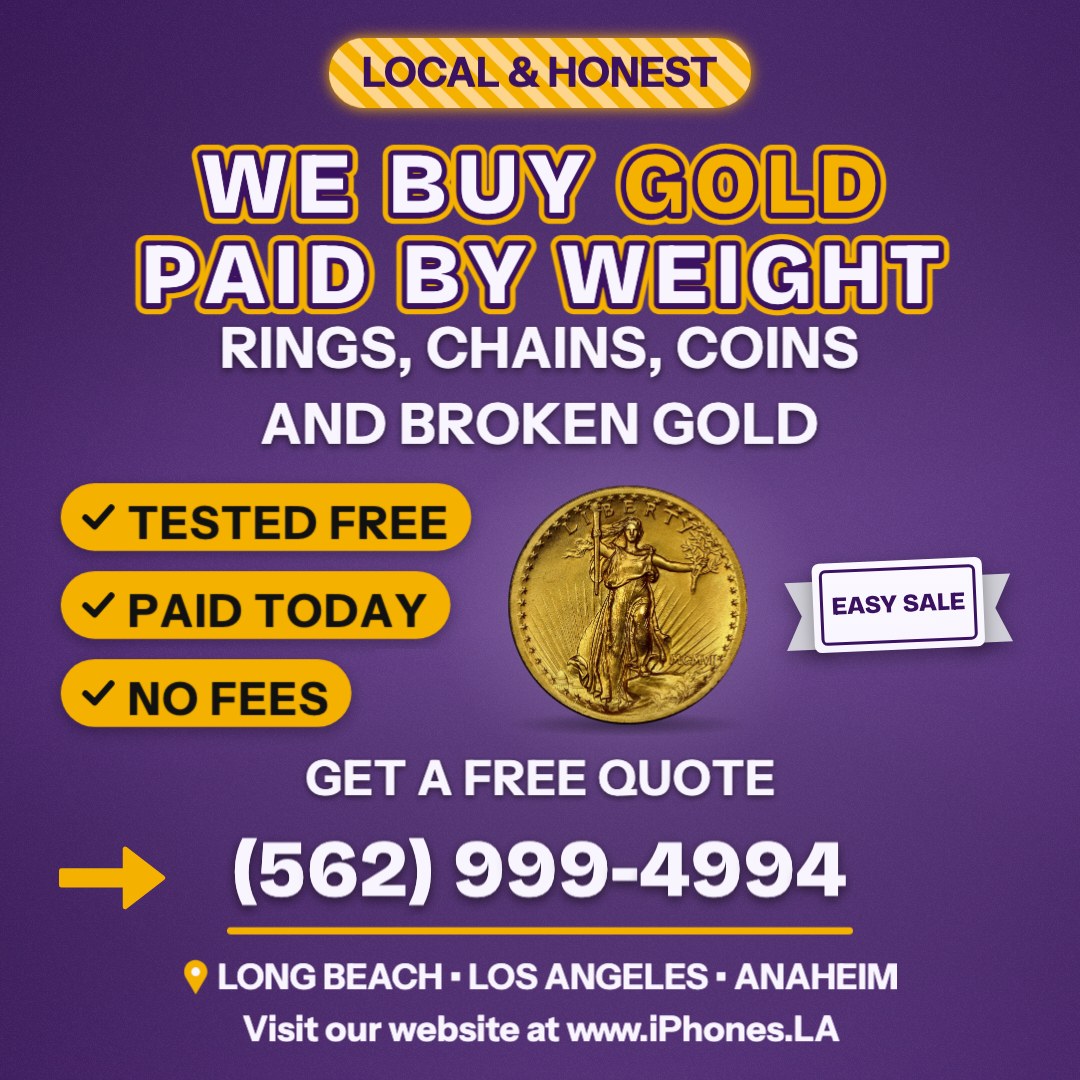 LOCAL & HONEST
WE BUY GOLD
PAID BY WEIGHT
RINGS, CHAINS, COINS
AND BROKEN GOLD
✓ TESTED FREE
✓ PAID TODAY
✓ NO FEES
LIBERTY
EASY SALE
GET A FREE QUOTE
(562) 999-4994
LONG BEACH ▪ LOS ANGELES ▪ ANAHEIM
Visit our website at www.iPhones.LA